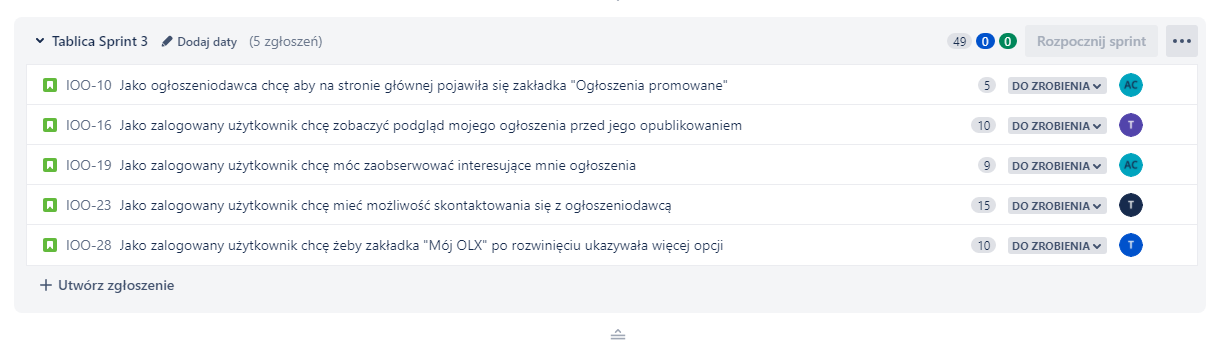 Tablica Sprint 3 Dodaj daty (5 zgłoszeń) 49 0 0 Rozpocznij sprint
IOO-10 Jako ogłoszeniodawca chcę aby na stronie głównej pojawiła się zakładka "Ogłoszenia promowane" 5 DO ZROBIENIA AC
IOO-16 Jako zalogowany użytkownik chcę zobaczyć podgląd mojego ogłoszenia przed jego opublikowaniem 10 DO ZROBIENIA T
IOO-19 Jako zalogowany użytkownik chcę móc zaobserwować interesujące mnie ogłoszenia 9 DO ZROBIENIA AC
IOO-23 Jako zalogowany użytkownik chcę mieć możliwość skontaktowania się z ogłoszeniodawcą 15 DO ZROBIENIA T
IOO-28 Jako zalogowany użytkownik chcę żeby zakładka "Mój OLX" po rozwinięciu ukazywała więcej opcji 10 DO ZROBIENIA T
+ Utwórz zgłoszenie